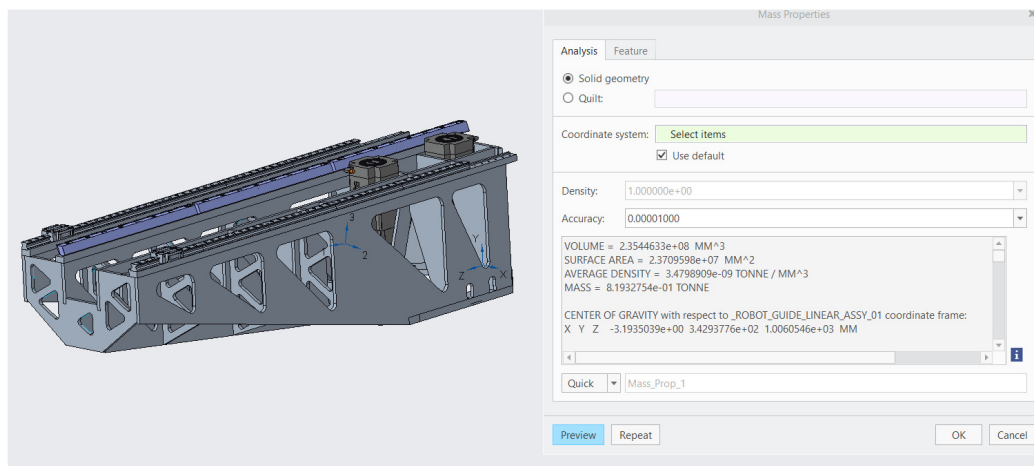 Mass Properties
Analysis Feature
Solid geometry
Quilt:
Coordinate system: Select items
Use default
Density: 1.000000e+00
Accuracy: 0.00001000
VOLUME = 2.3544633e+08 MM^3
SURFACE AREA = 2.3709598e+07 MM^2
AVERAGE DENSITY = 3.4798909e-09 TONNE / MM^3
MASS = 8.1932754e-01 TONNE
CENTER OF GRAVITY with respect to _ROBOT_GUIDE_LINEAR_ASSY_01 coordinate frame:
X Y Z -3.1935039e+00 3.4293776e+02 1.0060546e+03 MM
3
2
Y
Z
X
Quick Mass_Prop_1
Preview Repeat OK Cancel